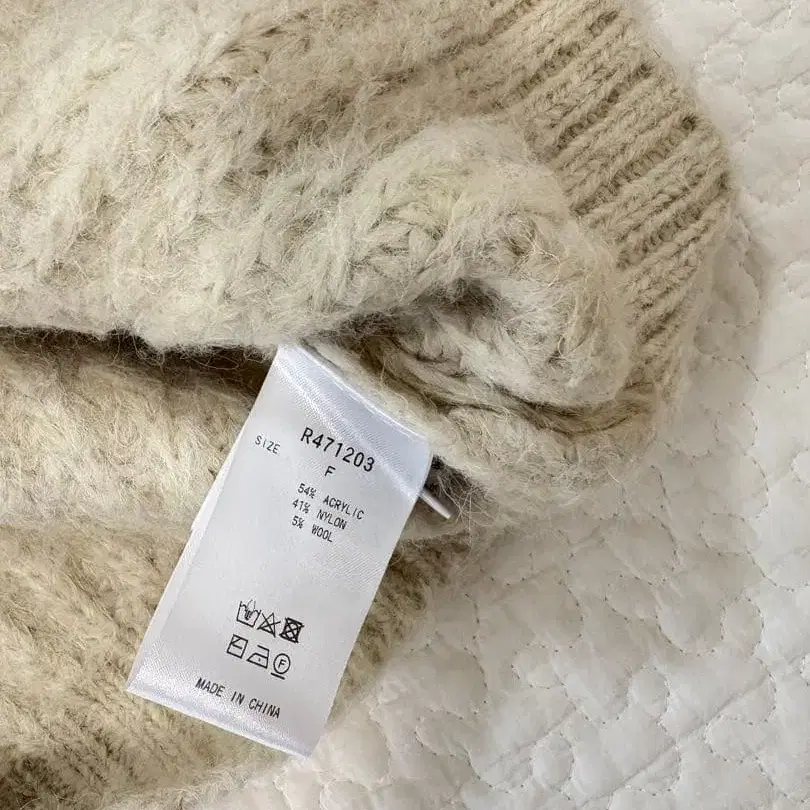 R471203
SIZE F
54% ACRYLIC
41% NYLON
5% WOOL
F
MADE IN CHINA